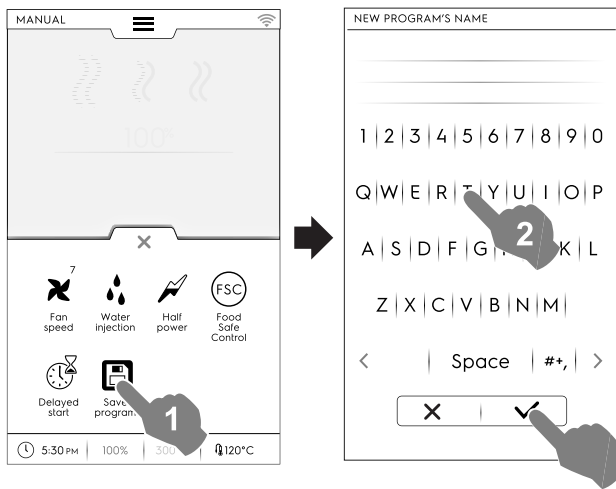 MANUAL
100%
7
Fan speed
Water injection
Half power
FSC
Food Safe Control
Delayed start
Save program
1
5:30 PM 100% 300 120°C
NEW PROGRAM'S NAME
1 2 3 4 5 6 7 8 9 0
Q W E R T Y U I O P
A S D F G K L
2
Z X C V B N M
< Space #+, >